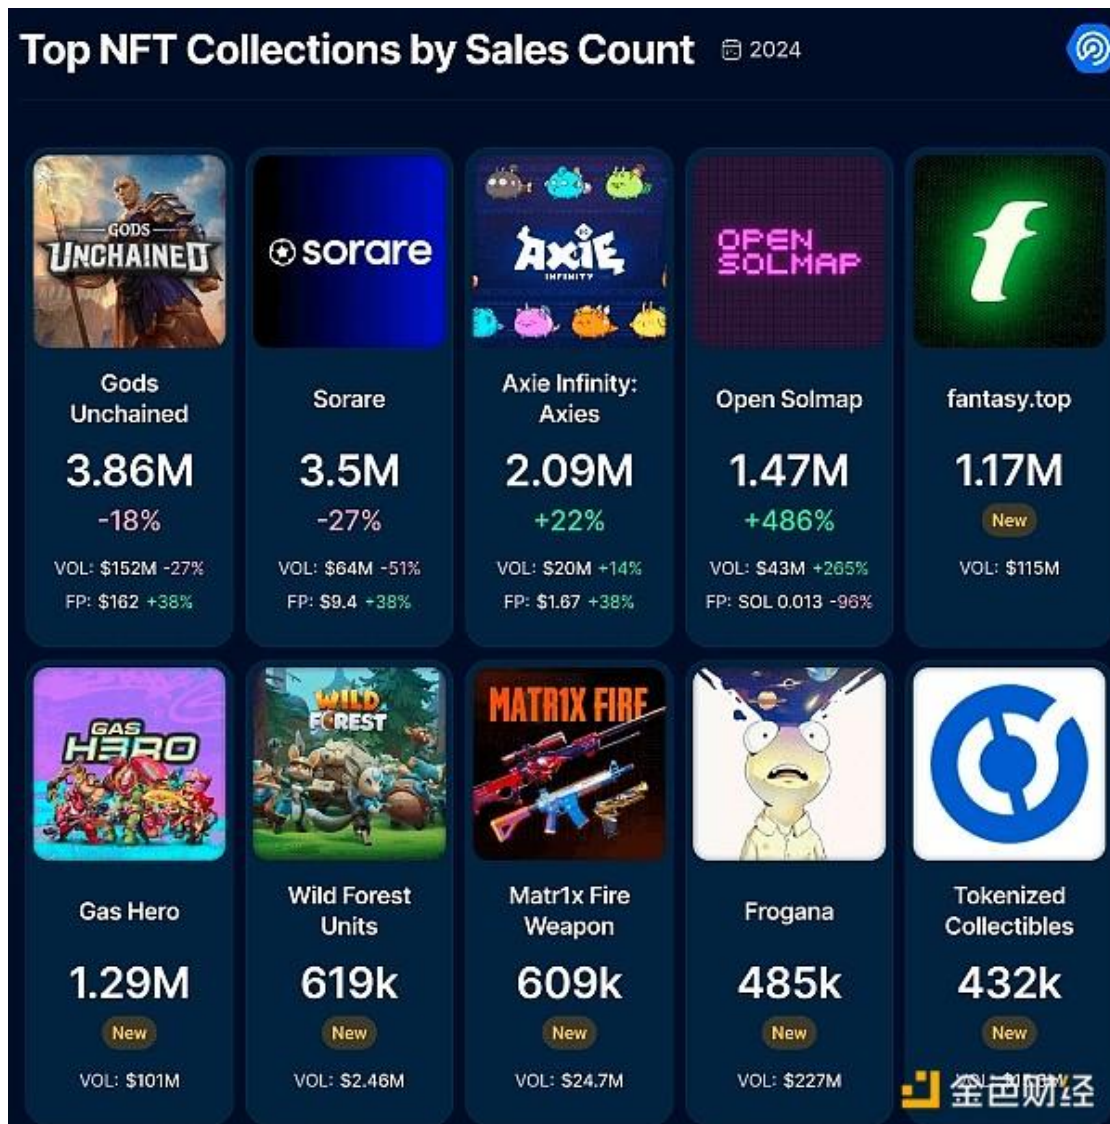 Top NFT Collections by Sales Count 2024
GODS
UNCHAINED
sorare
AXIE
INFINITY
OPEN
SOLMAP
f
Gods
Unchained
Sorare
Axie Infinity:
Axies
Open Solmap
fantasy.top
3.86M
3.5M
2.09M
1.47M
1.17M
-18%
-27%
+22%
+486%
New
VOL: $152M -27%
VOL: $64M -51%
VOL: $20M +14%
VOL: $43M +265%
VOL: $115M
FP: $162 +38%
FP: $9.4 +38%
FP: $1.67 +38%
FP: SOL 0.013 -96%
GAS
HERO
WILD
FOREST
MATR1X FIRE
Gas Hero
Wild Forest
Units
Matr1x Fire
Weapon
Frogana
Tokenized
Collectibles
1.29M
619k
609k
485k
432k
New
New
New
New
New
VOL: $101M
VOL: $2.46M
VOL: $24.7M
VOL: $227M
金色财经